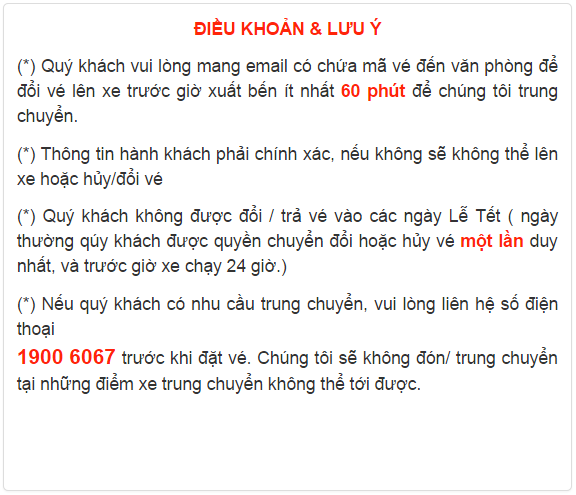 ĐIỀU KHOẢN & LƯU Ý
(*) Quý khách vui lòng mang email có chứa mã vé đến văn phòng để
đổi vé lên xe trước giờ xuất bến ít nhất 60 phút để chúng tôi trung
chuyển.
(*) Thông tin hành khách phải chính xác, nếu không sẽ không thể lên
xe hoặc hủy/đổi vé
(*) Quý khách không được đổi / trả vé vào các ngày Lễ Tết ( ngày
thường qúy khách được quyền chuyển đổi hoặc hủy vé một lần duy
nhất, và trước giờ xe chạy 24 giờ.)
(*) Nếu quý khách có nhu cầu trung chuyển, vui lòng liên hệ số điện
thoại
1900 6067 trước khi đặt vé. Chúng tôi sẽ không đón/ trung chuyển
tại những điểm xe trung chuyển không thể tới được.